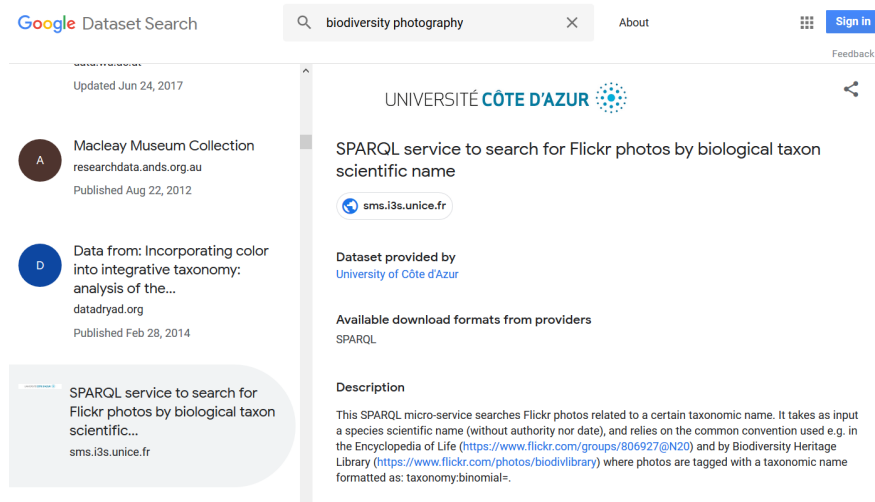 Google Dataset Search
biodiversity photography
About
Sign in
Feedback
Updated Jun 24, 2017
A
Macleay Museum Collection
researchdata.ands.org.au
Published Aug 22, 2012
D
Data from: Incorporating color
into integrative taxonomy:
analysis of the...
datadryad.org
Published Feb 28, 2014
SPARQL service to search for
Flickr photos by biological taxon
scientific...
sms.i3s.unice.fr
UNIVERSITÉ CÔTE D'AZUR
SPARQL service to search for Flickr photos by biological taxon
scientific name
sms.i3s.unice.fr
Dataset provided by
University of Côte d'Azur
Available download formats from providers
SPARQL
Description
This SPARQL micro-service searches Flickr photos related to a certain taxonomic name. It takes as input
a species scientific name (without authority nor date), and relies on the common convention used e.g. in
the Encyclopedia of Life (https://www.flickr.com/groups/806927@N20) and by Biodiversity Heritage
Library (https://www.flickr.com/photos/biodivlibrary) where photos are tagged with a taxonomic name
formatted as: taxonomy:binomial=.